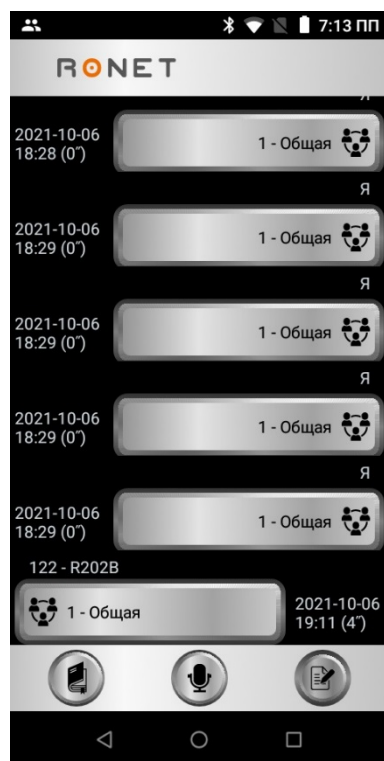 7:13 ПП
RONET
Я
2021-10-06
18:28 (0″)
1 - Общая
Я
2021-10-06
18:29 (0″)
1 - Общая
Я
2021-10-06
18:29 (0″)
1 - Общая
Я
2021-10-06
18:29 (0″)
1 - Общая
Я
2021-10-06
18:29 (0″)
1 - Общая
122 - R202B
1 - Общая
2021-10-06
19:11 (4″)